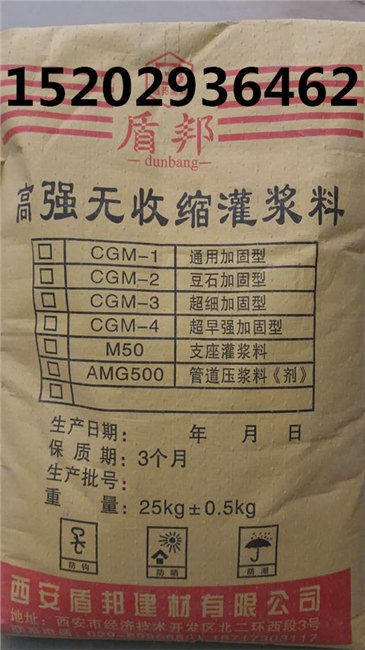 15202936462
盾邦
dunbang
高强无收缩灌浆料
CGM-1 通用加固型
CGM-2 豆石加固型
CGM-3 超细加固型
CGM-4 超早强加固型
M50 支座灌浆料
AMG500 管道压浆料《剂》
生产日期: 年 月 日
保质期: 3个月
生产批号:
重量: 25kg±0.5kg
防钩 防晒 防潮
西安盾邦建材有限公司
地址: 西安市经济技术开发区北二环西段3号